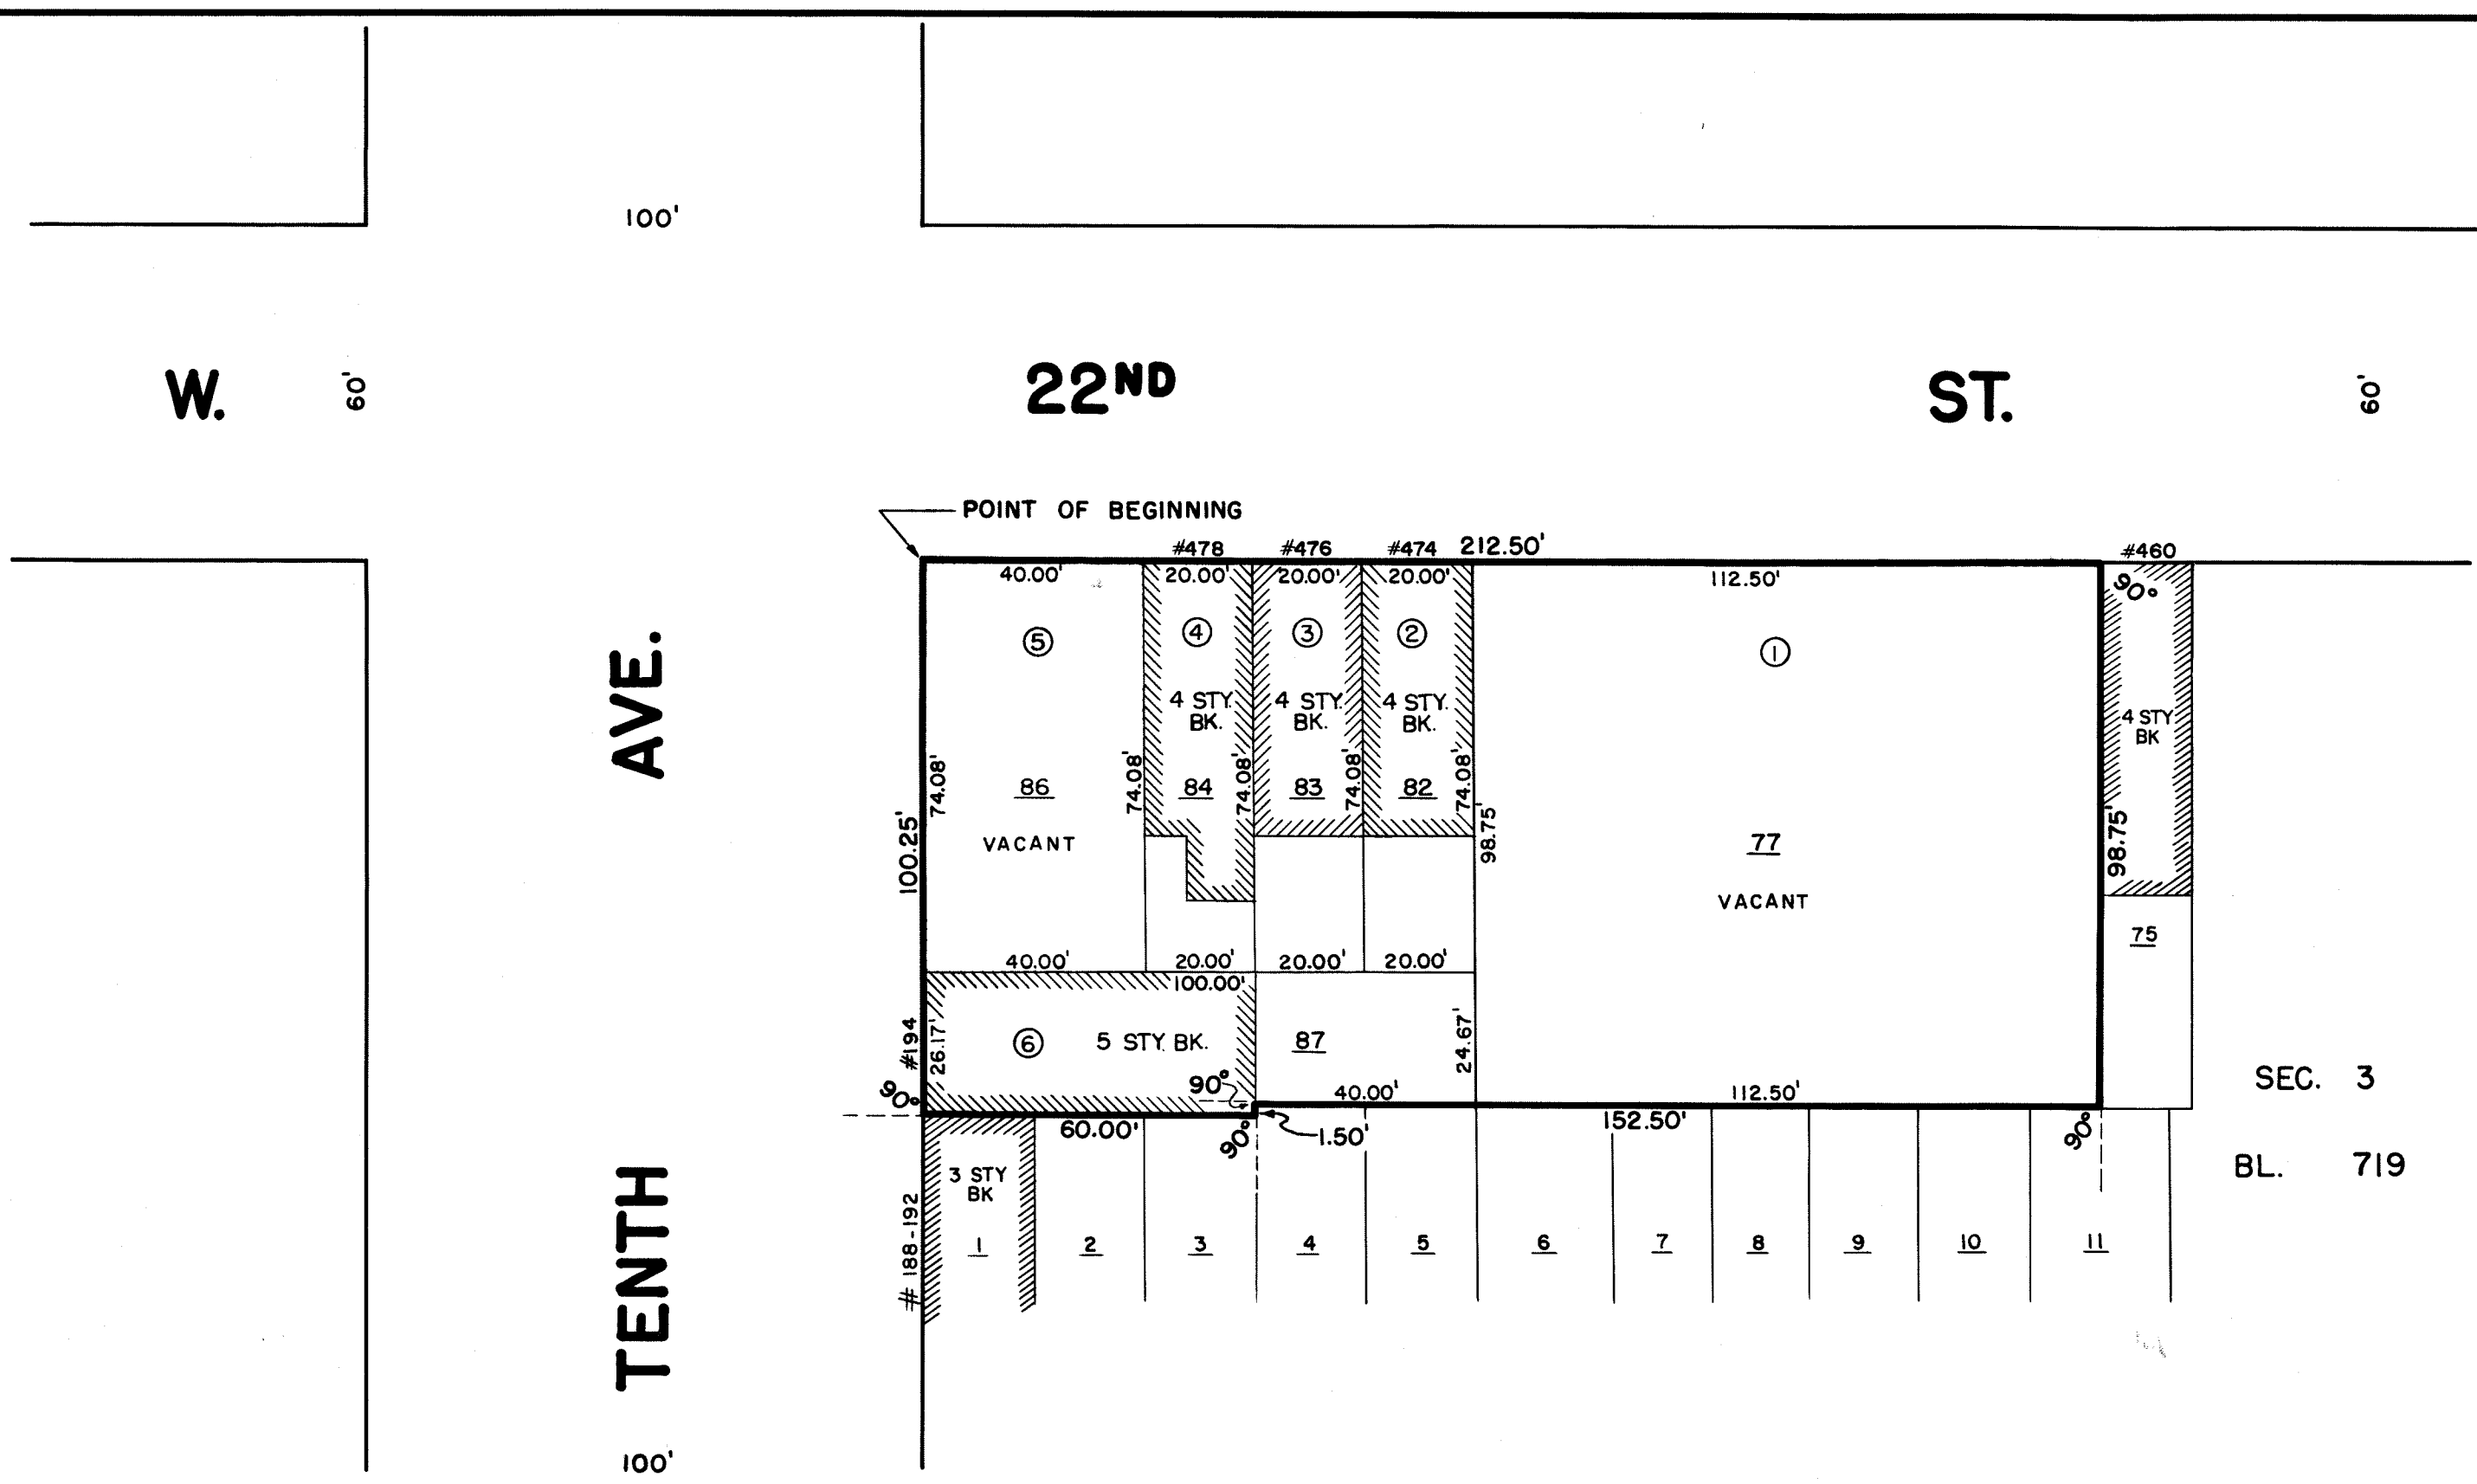 100'
W. 60' 22ND ST. 60'
POINT OF BEGINNING
#478 #476 #474 212.50' #460
40.00' 20.00' 20.00' 20.00' 112.50' 90°
5 4 3 2 1
4 STY. BK.
4 STY. BK.
4 STY. BK.
4 STY BK
74.08' 74.08' 74.08' 74.08' 74.08'
86 84 83 82
100.25' VACANT 98.75' 77 98.75'
VACANT
75
40.00' 20.00' 20.00' 20.00'
100.00'
#194 26.17' 6 5 STY. BK. 87 24.67'
90° 90° 40.00' 112.50'
60.00' 90° 1.50' 152.50' 90°
SEC. 3
BL. 719
3 STY
BK
#188-192
1 2 3 4 5 6 7 8 9 10 11
TENTH AVE.
100'